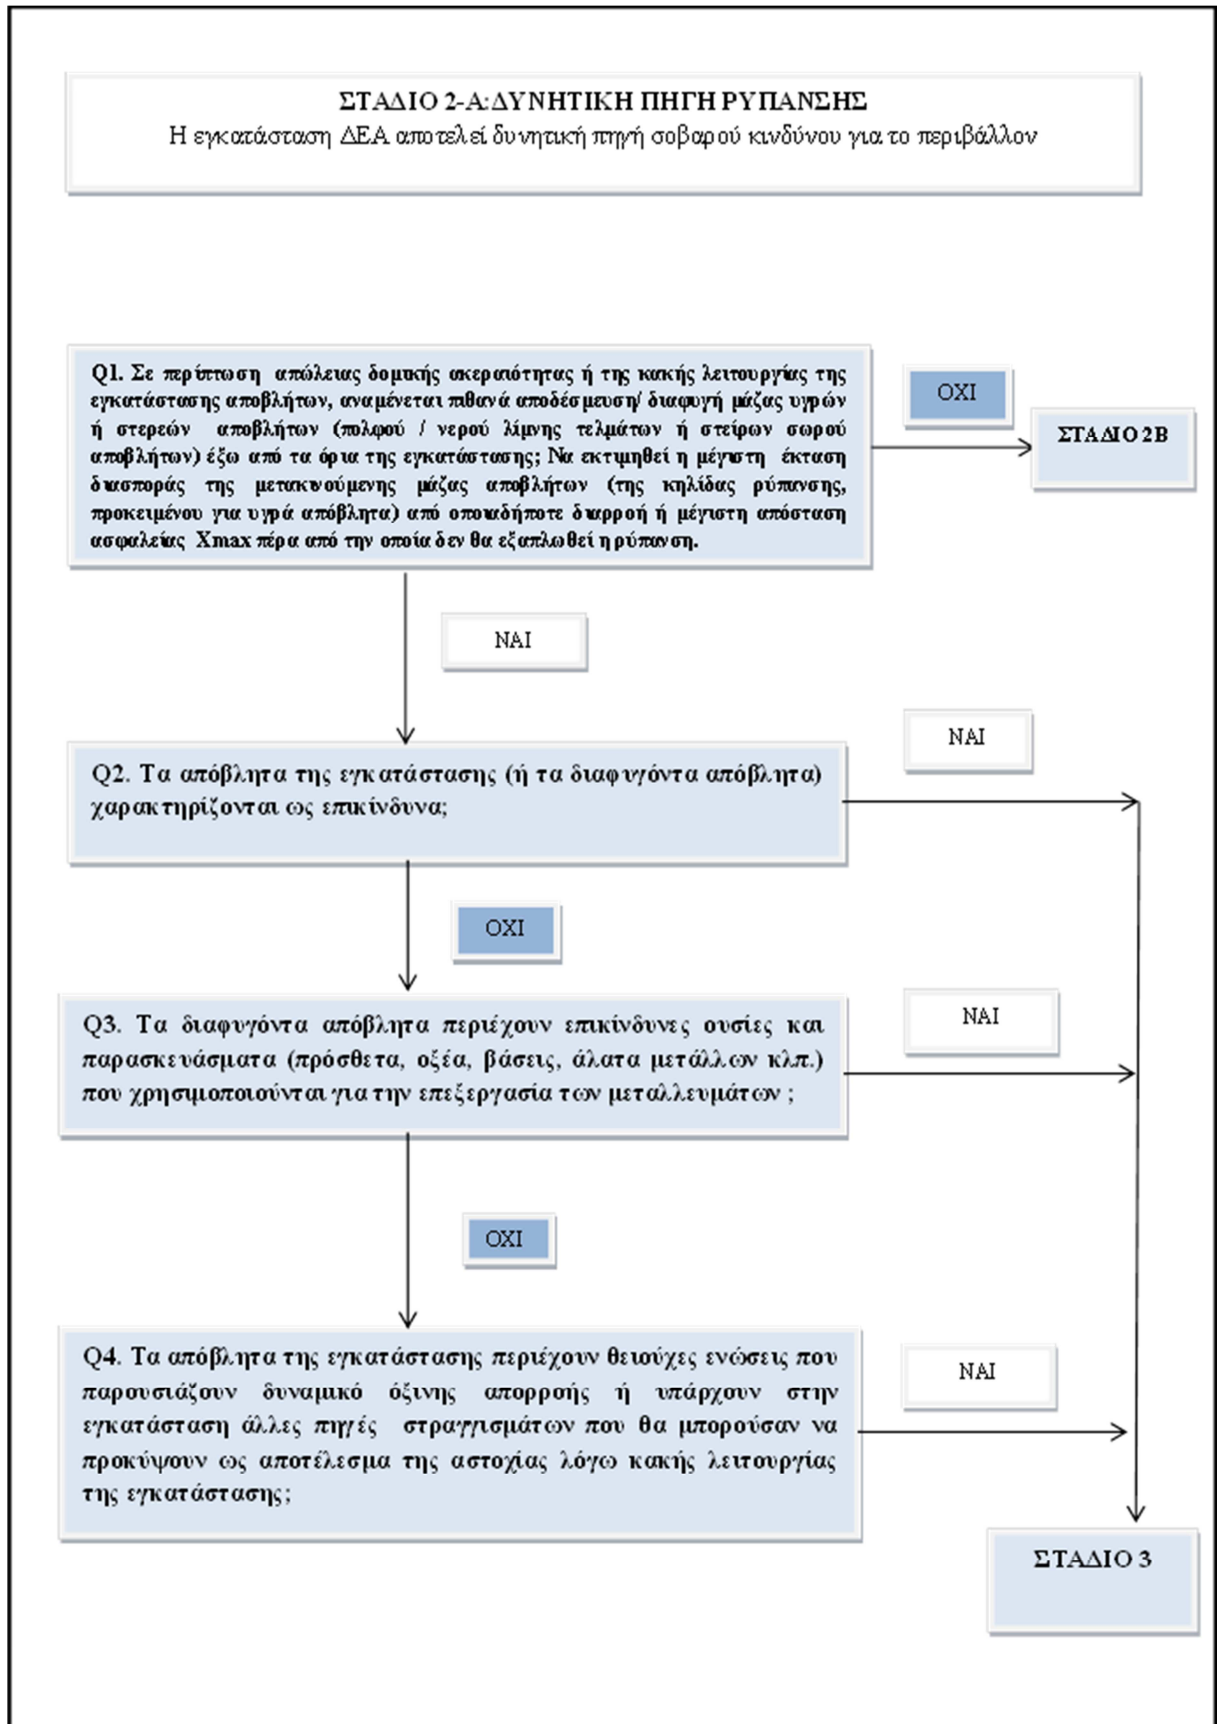 ΣΤΑΔΙΟ 2-Α:ΔΥΝΗΤΙΚΗ ΠΗΓΗ ΡΥΠΑΝΣΗΣ
Η εγκατάσταση ΔΕΑ αποτελεί δυνητική πηγή σοβαρού κινδύνου για το περιβάλλον
Q1. Σε περίπτωση απώλειας δομικής ακεραιότητας ή της κακής λειτουργίας της
εγκατάστασης αποβλήτων, αναμένεται πιθανά αποδέσμευση/ διαφυγή μάζας υγρών
ή στερεών αποβλήτων (πολφού / νερού λίμνης τελμάτων ή στείρων σωρού
αποβλήτων) έξω από τα όρια της εγκατάστασης; Να εκτιμηθεί η μέγιστη έκταση
διασποράς της μετακινούμενης μάζας αποβλήτων (της κηλίδας ρύπανσης,
προκειμένου για υγρά απόβλητα) από οποιαδήποτε διαρροή ή μέγιστη απόσταση
ασφαλείας Xmax πέρα από την οποία δεν θα εξαπλωθεί η ρύπανση.
ΟΧΙ
ΣΤΑΔΙΟ 2Β
ΝΑΙ
Q2. Τα απόβλητα της εγκατάστασης (ή τα διαφυγόντα απόβλητα)
χαρακτηρίζονται ως επικίνδυνα;
ΝΑΙ
ΟΧΙ
Q3. Τα διαφυγόντα απόβλητα περιέχουν επικίνδυνες ουσίες και
παρασκευάσματα (πρόσθετα, οξέα, βάσεις, άλατα μετάλλων κλπ.)
που χρησιμοποιούνται για την επεξεργασία των μεταλλευμάτων ;
ΝΑΙ
ΟΧΙ
Q4. Τα απόβλητα της εγκατάστασης περιέχουν θειούχες ενώσεις που
παρουσιάζουν δυναμικό όξινης απορροής ή υπάρχουν στην
εγκατάσταση άλλες πηγές στραγγισμάτων που θα μπορούσαν να
προκύψουν ως αποτέλεσμα της αστοχίας λόγω κακής λειτουργίας
της εγκατάστασης;
ΝΑΙ
ΣΤΑΔΙΟ 3